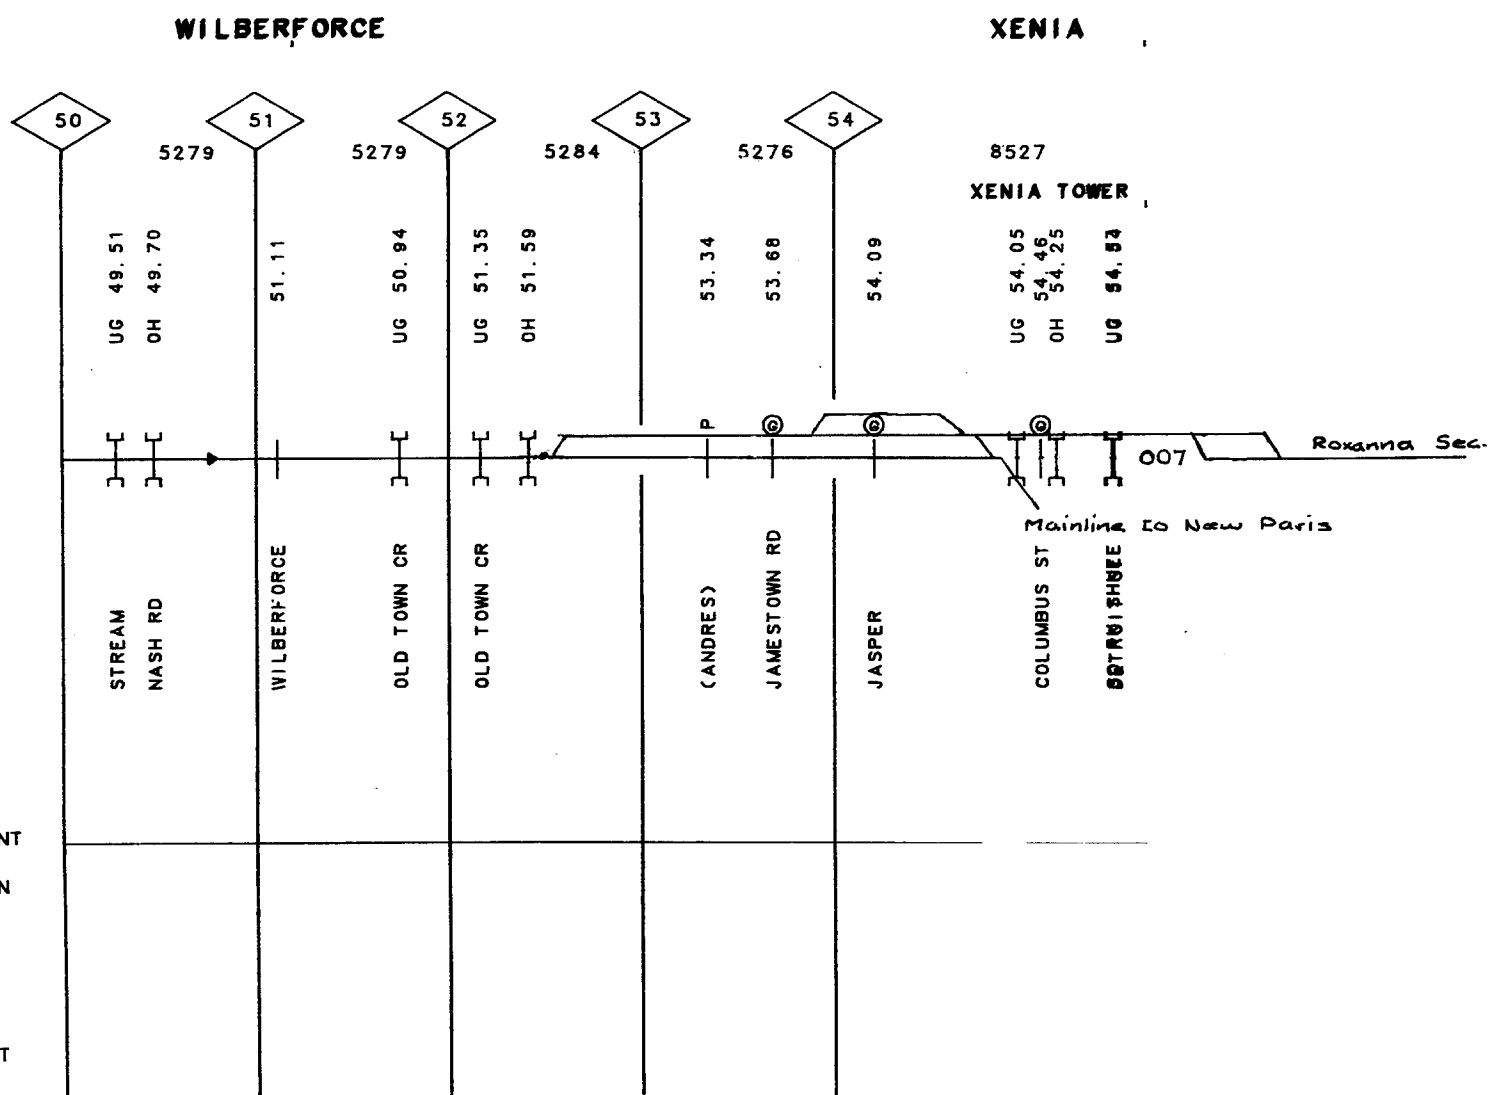 WILBERFORCE XENIA
50 51 52 53 54
5279 5279 5284 5276 8527
XENIA TOWER
UG 49.51
OH 49.70
51.11
UG 50.94
UG 51.35
OH 51.59
53.34
53.68
54.09
UG 54.05
54.46
OH 54.25
UG
P
G G G
007
Roxanna Sec.
Mainline to New Paris
STREAM
NASH RD
WILBERFORCE
OLD TOWN CR
OLD TOWN CR
(ANDRES)
JAMESTOWN RD
JASPER
COLUMBUS ST
NT
N
T